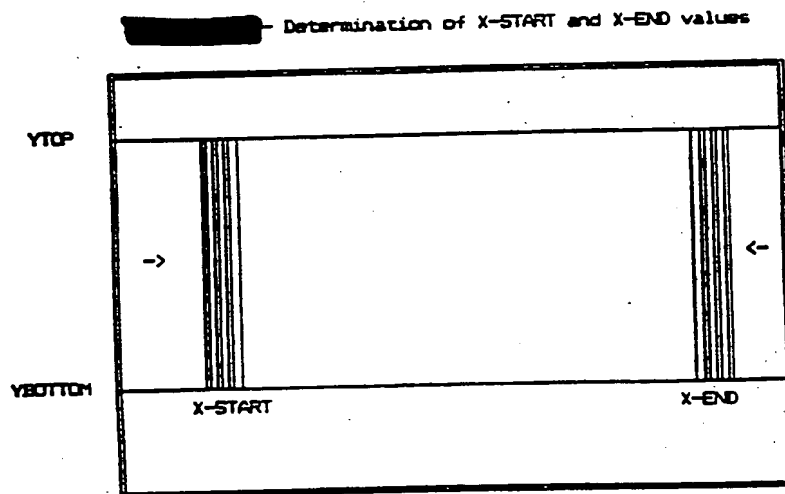 - Determination of X-START and X-END values
YTOP
-> <-
YBOTTOM
X-START X-END